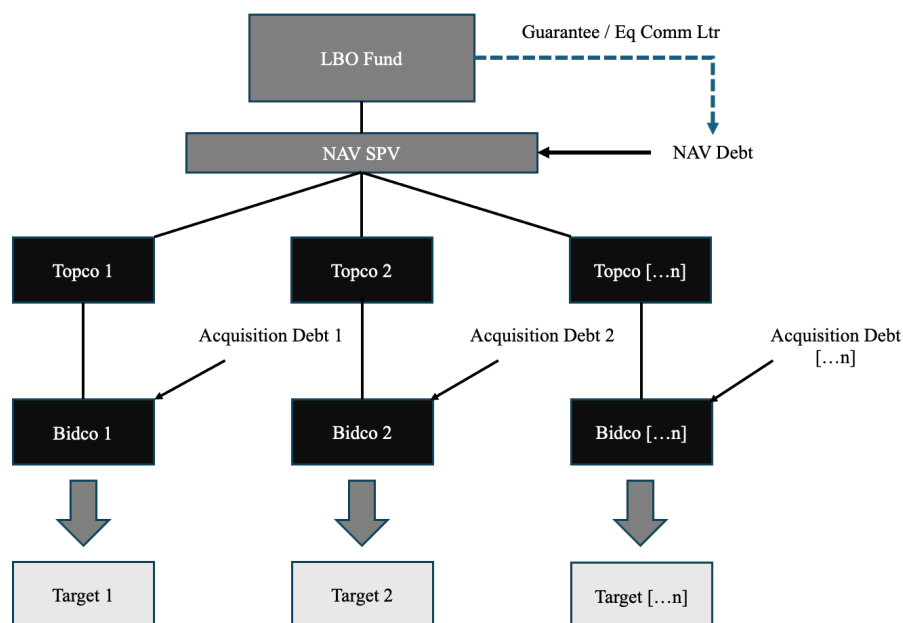 Guarantee / Eq Comm Ltr
LBO Fund
NAV SPV
NAV Debt
Topco 1
Topco 2
Topco […n]
Acquisition Debt 1
Acquisition Debt 2
Acquisition Debt
[…n]
Bidco 1
Bidco 2
Bidco […n]
Target 1
Target 2
Target […n]